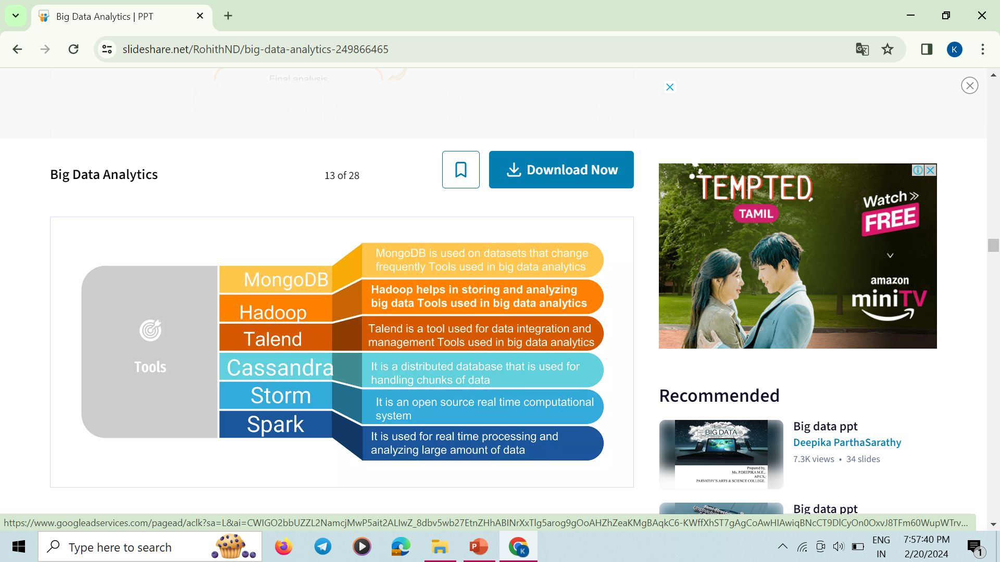 Big Data Analytics | PPT
slideshare.net/RohithND/big-data-analytics-249866465
K
Final analysis
Big Data Analytics
13 of 28
Download Now
Tools
MongoDB
MongoDB is used on datasets that change
frequently Tools used in big data analytics
Hadoop
Hadoop helps in storing and analyzing
big data Tools used in big data analytics
Talend
Talend is a tool used for data integration and
management Tools used in big data analytics
Cassandra
It is a distributed database that is used for
handling chunks of data
Storm
It is an open source real time computational
system
Spark
It is used for real time processing and
analyzing large amount of data
TEMPTED
TAMIL
Watch
FREE
amazon
miniTV
Recommended
BIG DATA
Prepared by,
Ms. P.DEEPIKA M.E.,
AP/CS,
PARVATHY'S ARTS & SCIENCE COLLEGE.
Big data ppt
Deepika ParthaSarathy
7.3K views • 34 slides
Semi-Structu
Big data ppt
https://www.googleadservices.com/pagead/aclk?sa=L&ai=CWIGO2bbUZZL2NamcjMwP5ait2ALIwZ_8dbv5wb27EtnZHhABINrXxTlg5arog9gOoAHZhZeaKMgBAqkC6-KWffXhST7gAgCoAwHIAwiqBNcCT9DlCyOn0OxvJ8TFm60WupWTrv...
Type here to search
ENG
IN
7:57:40 PM
2/20/2024
1